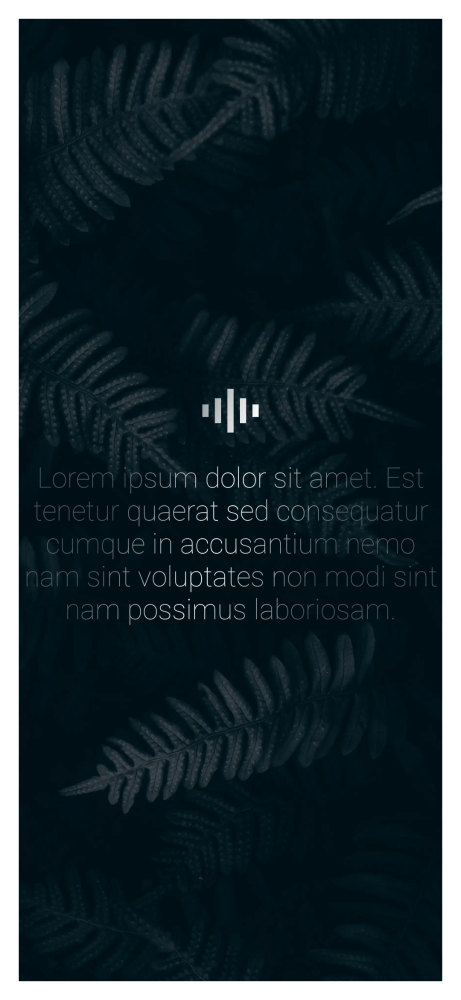 Lorem ipsum dolor sit amet. Est
tenetur quaerat sed consequatur
cumque in accusantium nemo
nam sint voluptates non modi sint
nam possimus laboriosam.